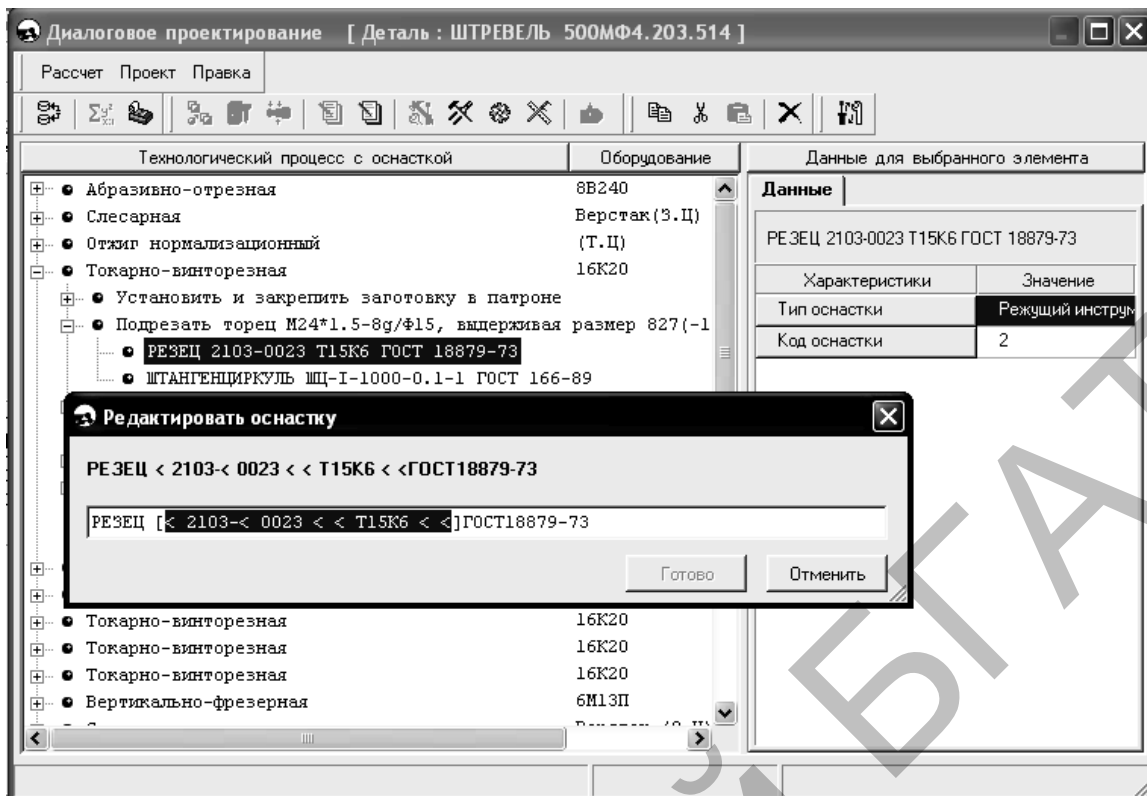 Диалоговое проектирование [ Деталь : ШТРЕВЕЛЬ 500МФ4.203.514 ]
Рассчет Проект Правка
Технологический процесс с оснасткой Оборудование Данные для выбранного элемента
Абразивно-отрезная 8В240
Слесарная Верстак(З.Ц)
Отжиг нормализационный (Т.Ц)
Токарно-винторезная 16К20
Установить и закрепить заготовку в патроне
Подрезать торец М24*1.5-8g/Ф15, выдерживая размер 827(-1
РЕЗЕЦ 2103-0023 Т15К6 ГОСТ 18879-73
ШТАНГЕНЦИРКУЛЬ ШЦ-I-1000-0.1-1 ГОСТ 166-89
Данные
РЕЗЕЦ 2103-0023 Т15К6 ГОСТ 18879-73
Характеристики Значение
Тип оснастки Режущий инструм
Код оснастки 2
Редактировать оснастку
РЕЗЕЦ < 2103-< 0023 < < Т15К6 < <ГОСТ18879-73
РЕЗЕЦ [< 2103-< 0023 < < Т15К6 < <]ГОСТ18879-73
Готово Отменить
Токарно-винторезная 16К20
Токарно-винторезная 16К20
Токарно-винторезная 16К20
Вертикально-фрезерная 6М13П
БГАТ